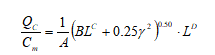 Q_C/C_m = 1/A (BL^C + 0.25γ^2)^0.50 · L^D